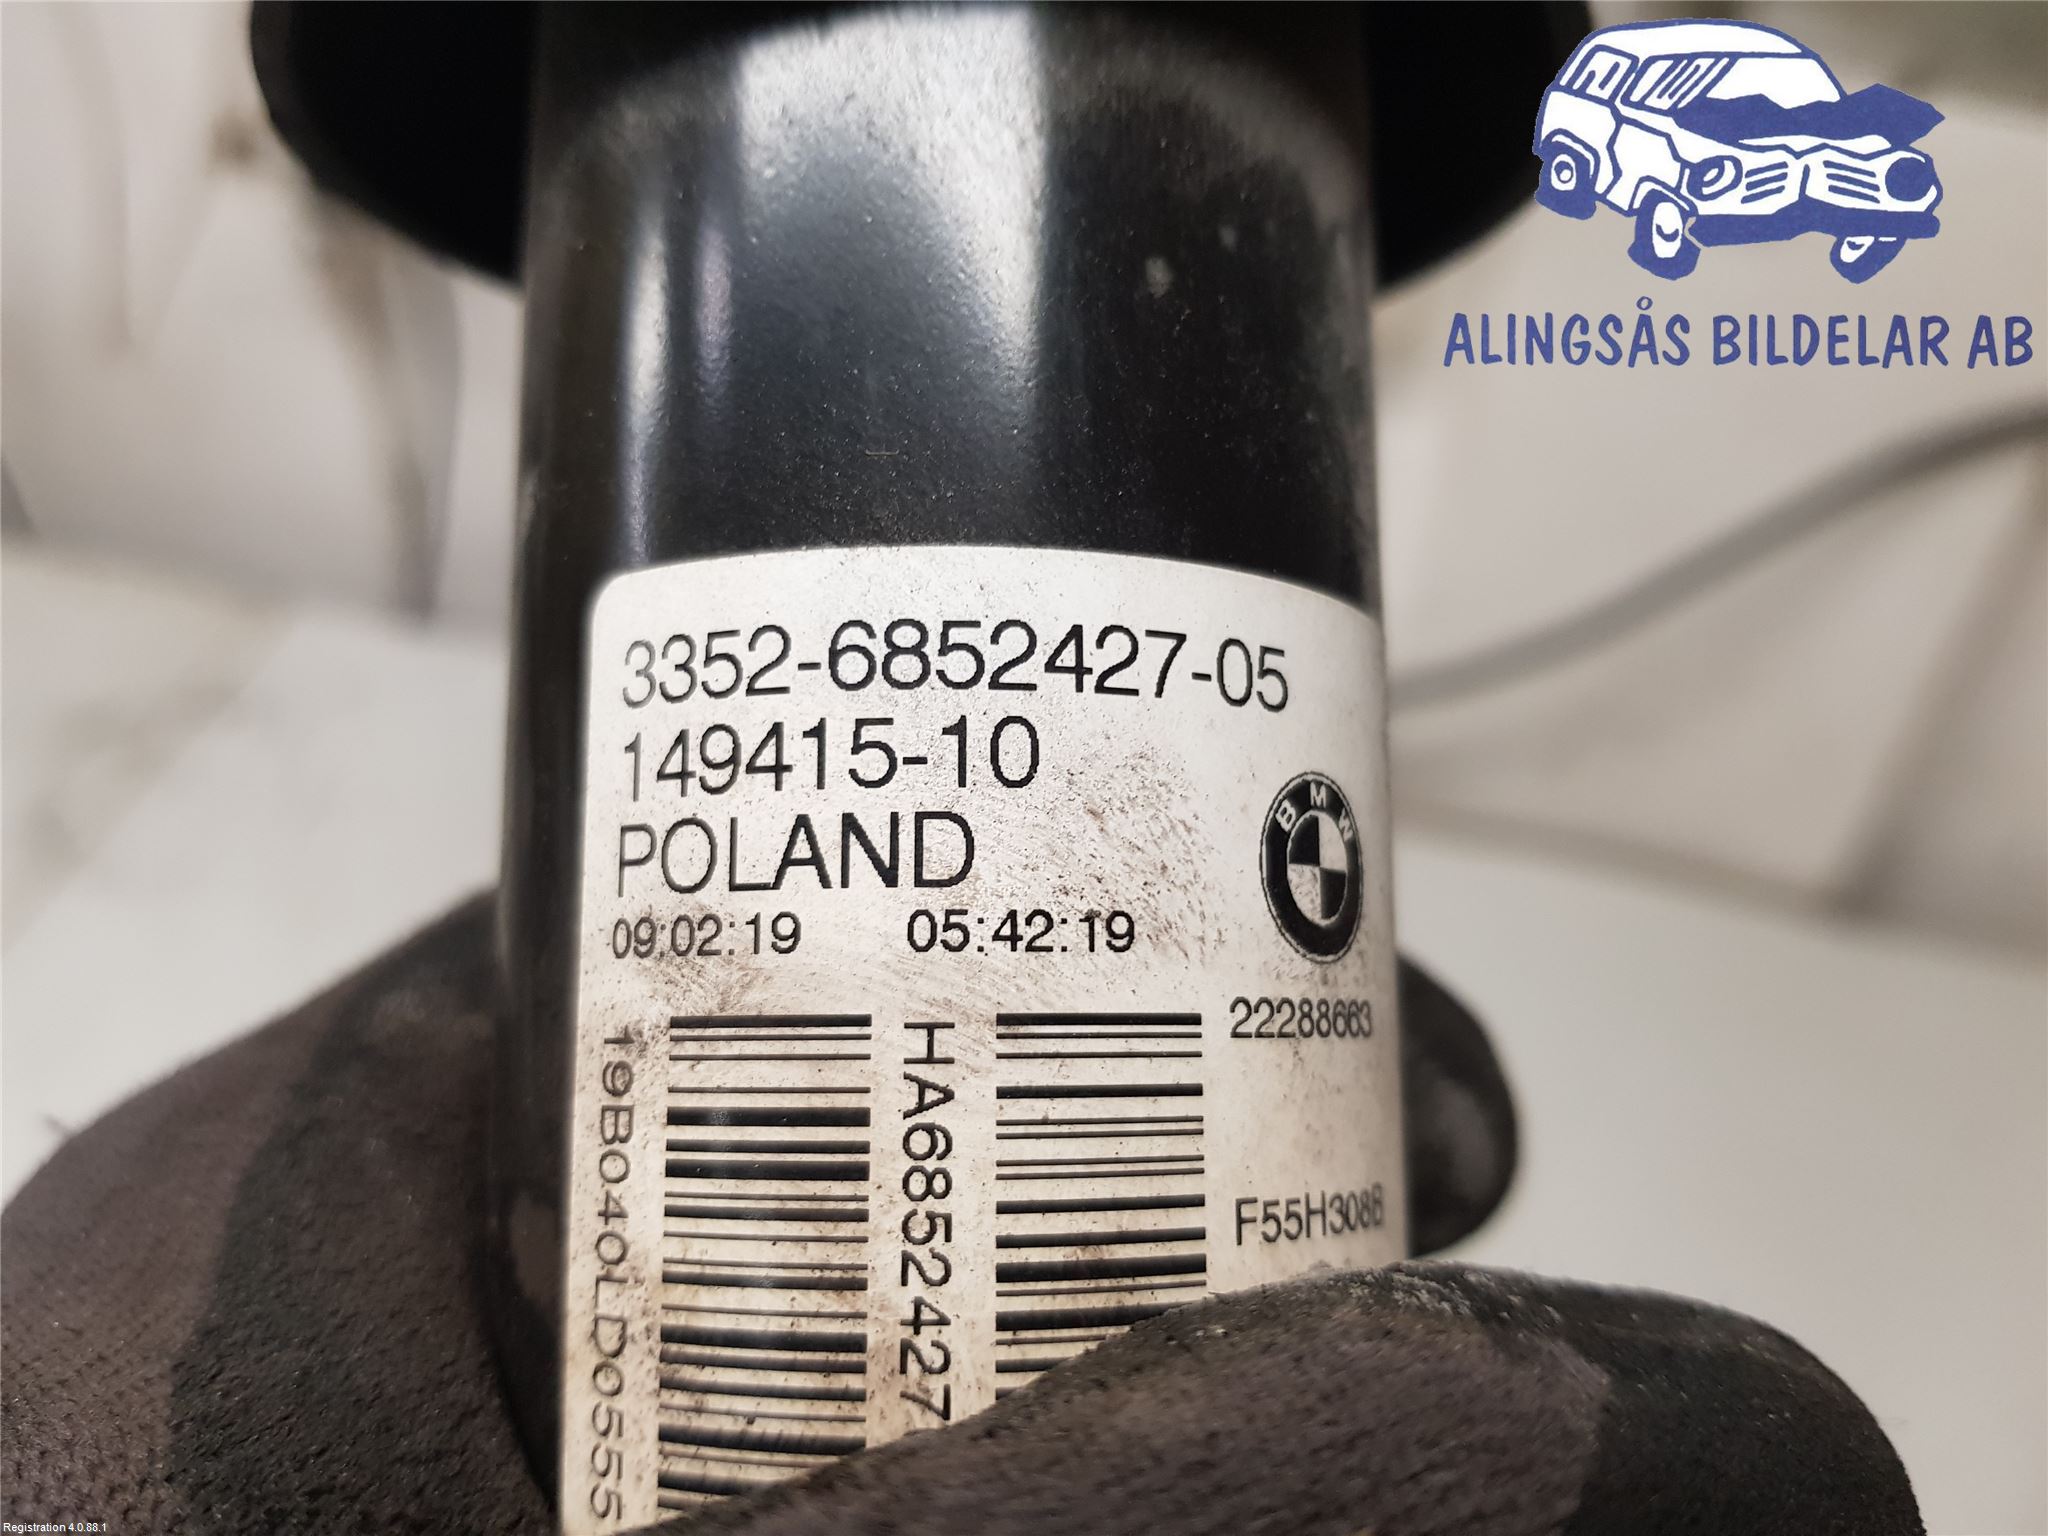 ALINGSÅS BILDELAR AB
3352-6852427-05
149415-10
POLAND
BMW
09:02:19 05:42:19
22288663
19B040LD0555
HA6852427
F55H308B
Registration 4.0.88.1